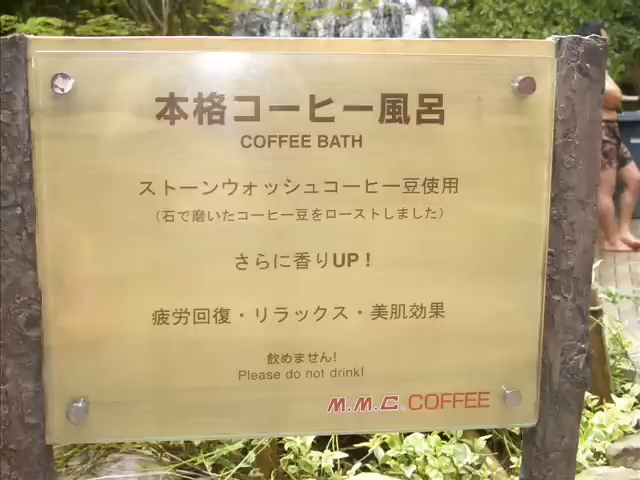 本格コーヒー風呂
COFFEE BATH
ストーンウォッシュコーヒー豆使用
（石で磨いたコーヒー豆をローストしました）
さらに香りUP！
疲労回復・リラックス・美肌効果
飲めません!
Please do not drink!
M.M.C. COFFEE